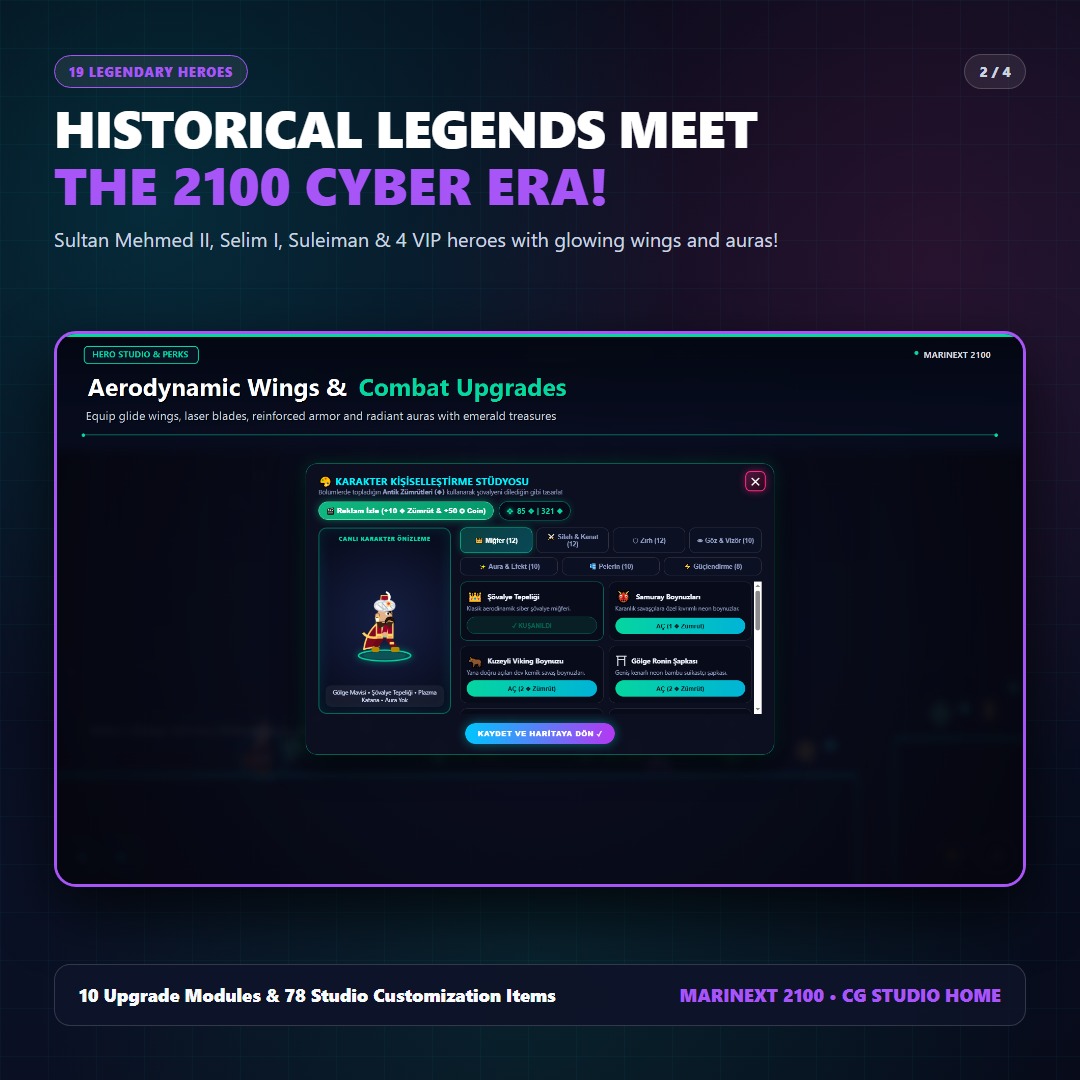 19 LEGENDARY HEROES
2 / 4
HISTORICAL LEGENDS MEET
THE 2100 CYBER ERA!
Sultan Mehmed II, Selim I, Suleiman & 4 VIP heroes with glowing wings and auras!
HERO STUDIO & PERKS
MARINEXT 2100
Aerodynamic Wings & Combat Upgrades
Equip glide wings, laser blades, reinforced armor and radiant auras with emerald treasures
KARAKTER KİŞİSELLEŞTİRME STÜDYOSU
Bölümlerde topladığın Antik Zümrütleri (◆) kullanarak şövalyeni dilediğin gibi tasarla!
Reklam İzle (+10 ◆ Zümrüt & +50 Coin)
85 ◆ | 321 ◆
CANLI KARAKTER ÖNİZLEME
Miğfer (12)
Silah & Kanat
(12)
Zırh (12)
Göz & Vizör (10)
Aura & Efekt (10)
Pelerin (10)
Güçlendirme (8)
Şövalye Tepeliği
Klasik aerodinamik siber şövalye miğferi.
✓ KUŞANILDI
Samuray Boynuzları
Karanlık savaşçılara özel kıvrımlı neon boynuzlar.
AÇ (1 ◆ Zümrüt)
Kuzeyli Viking Boynuzu
Yana doğru açılan dev kemik savaş boynuzları.
AÇ (2 ◆ Zümrüt)
Gölge Ronin Şapkası
Geniş kenarlı neon bambu suikastçı şapkası.
AÇ (2 ◆ Zümrüt)
Gölge Mavisi • Şövalye Tepeliği • Plazma
Katana • Aura Yok
KAYDET VE HARİTAYA DÖN ✓
10 Upgrade Modules & 78 Studio Customization Items
MARINEXT 2100 • CG STUDIO HOME